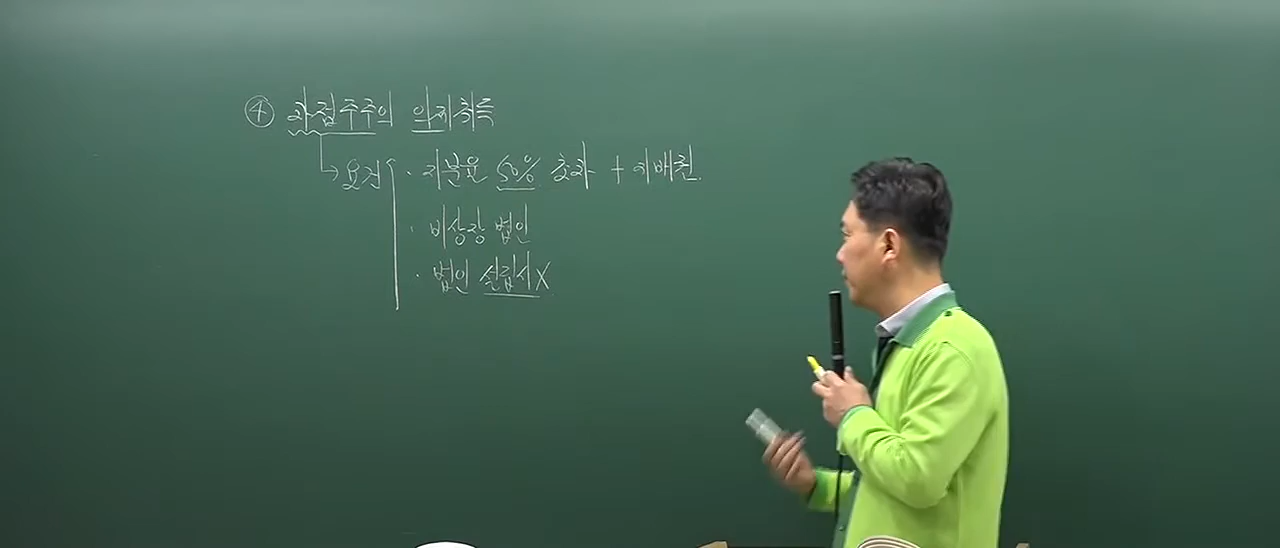 ④ 과점주주의 의제취득
요건 · 지분율 50% 초과 + 지배권
· 비상장 법인
· 법인 설립시X